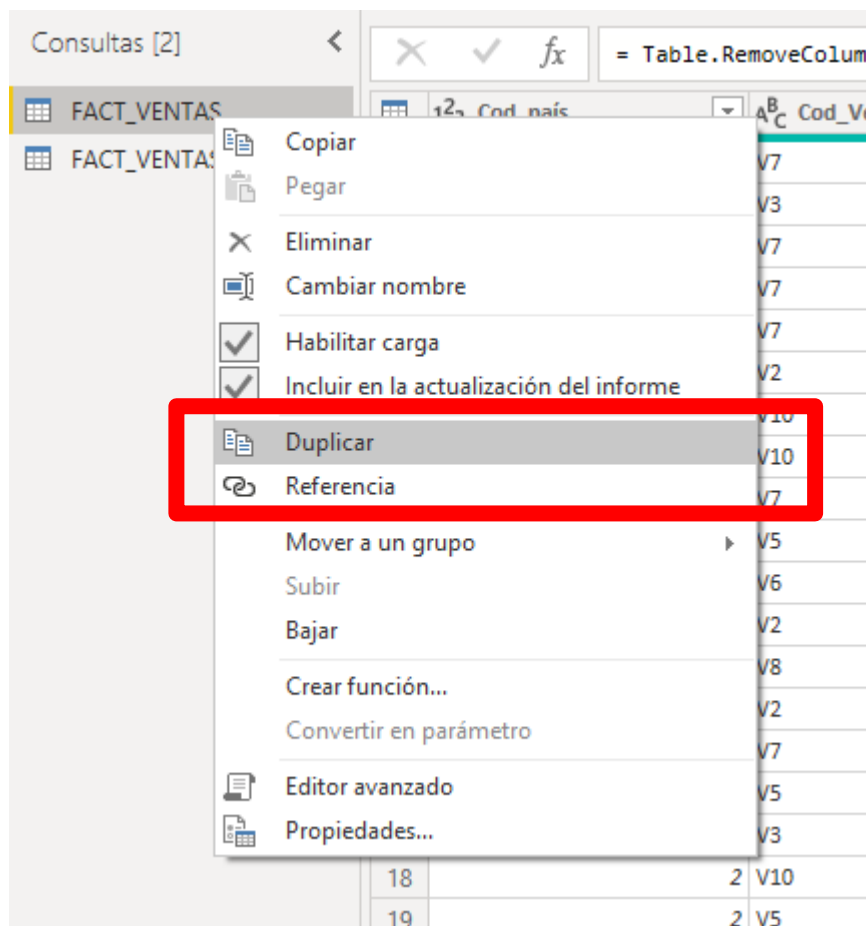 Consultas [2]
fx = Table.RemoveColum
FACT_VENTAS
FACT_VENTAS
Cod_país
ABC Cod_V
Copiar
Pegar
Eliminar
Cambiar nombre
Habilitar carga
Incluir en la actualización del informe
Duplicar
Referencia
Mover a un grupo
Subir
Bajar
Crear función...
Convertir en parámetro
Editor avanzado
Propiedades...
V7
V3
V7
V7
V7
V2
V10
V10
V7
V5
V6
V2
V8
V2
V7
V5
V3
18 2 V10
19 2 V5